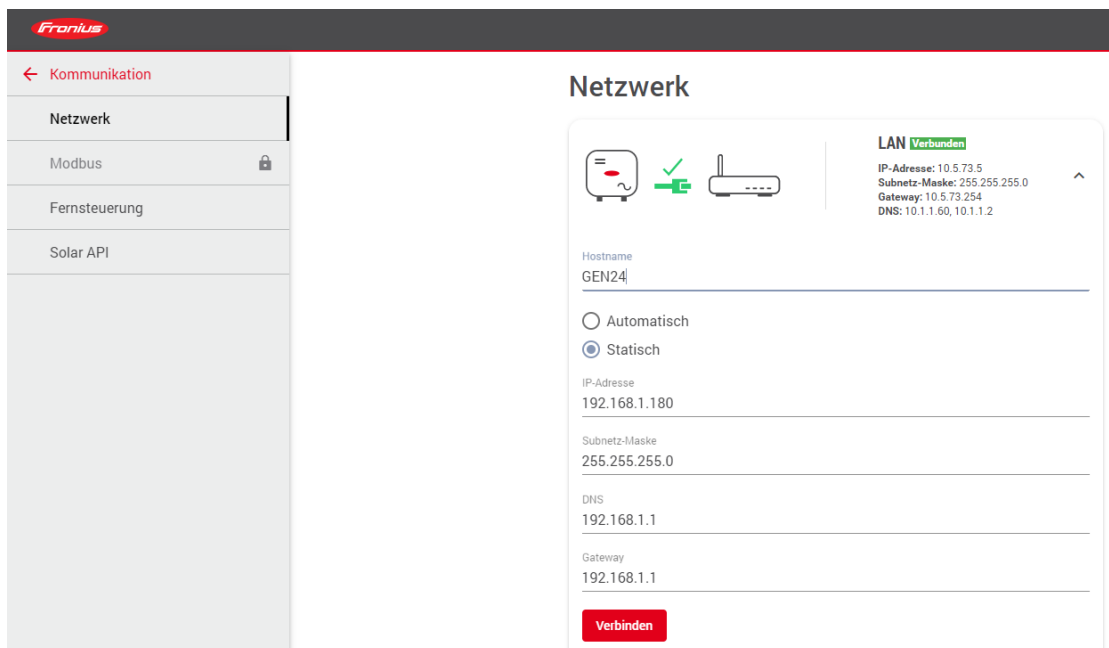 Fronius
Kommunikation
Netzwerk
Modbus
Fernsteuerung
Solar API
Netzwerk
LAN Verbunden
IP-Adresse: 10.5.73.5
Subnetz-Maske: 255.255.255.0
Gateway: 10.5.73.254
DNS: 10.1.1.60, 10.1.1.2
Hostname
GEN24
Automatisch
Statisch
IP-Adresse
192.168.1.180
Subnetz-Maske
255.255.255.0
DNS
192.168.1.1
Gateway
192.168.1.1
Verbinden